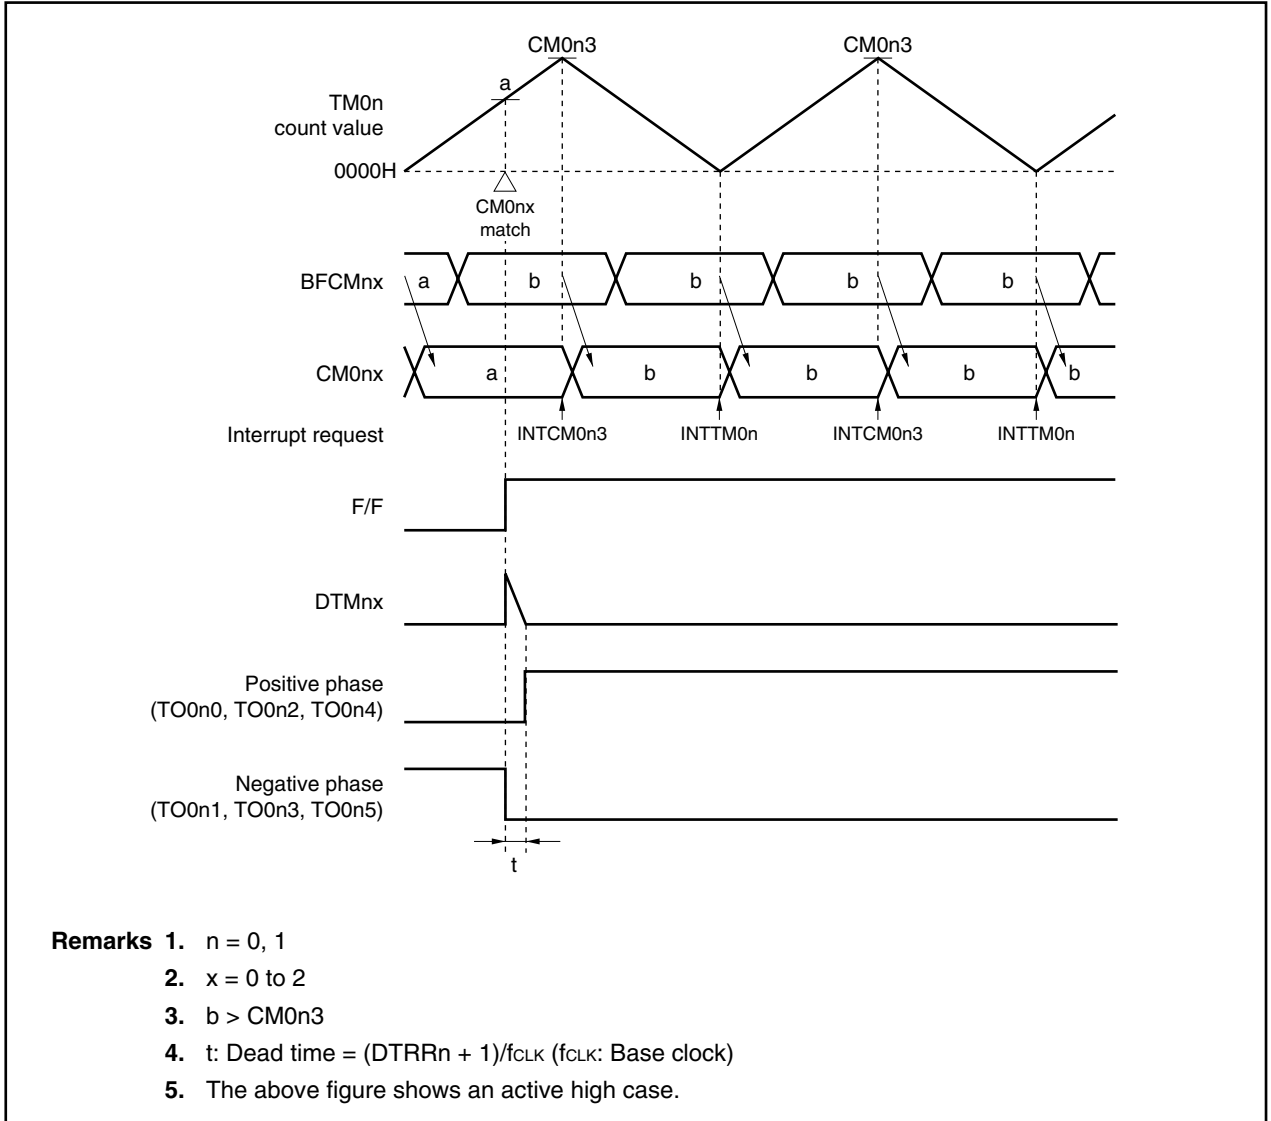 CM0n3 CM0n3
a
TM0n
count value
0000H
CM0nx
match
BFCMnx a b b b b
CM0nx a b b b b
Interrupt request INTCM0n3 INTTM0n INTCM0n3 INTTM0n
F/F
DTMnx
Positive phase
(TO0n0, TO0n2, TO0n4)
Negative phase
(TO0n1, TO0n3, TO0n5)
t
Remarks 1. n = 0, 1
2. x = 0 to 2
3. b > CM0n3
4. t: Dead time = (DTRRn + 1)/fCLK (fCLK: Base clock)
5. The above figure shows an active high case.